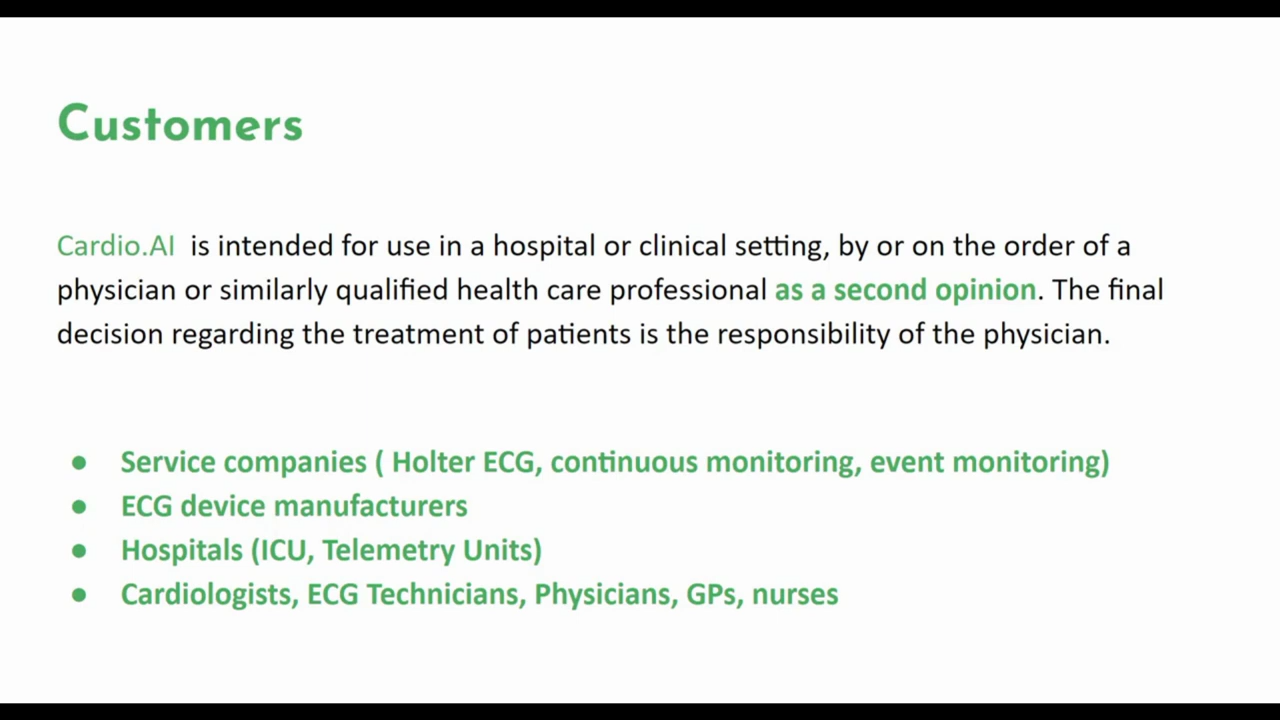 Customers
Cardio.AI is intended for use in a hospital or clinical setting, by or on the order of a
physician or similarly qualified health care professional as a second opinion. The final
decision regarding the treatment of patients is the responsibility of the physician.
● Service companies ( Holter ECG, continuous monitoring, event monitoring)
● ECG device manufacturers
● Hospitals (ICU, Telemetry Units)
● Cardiologists, ECG Technicians, Physicians, GPs, nurses